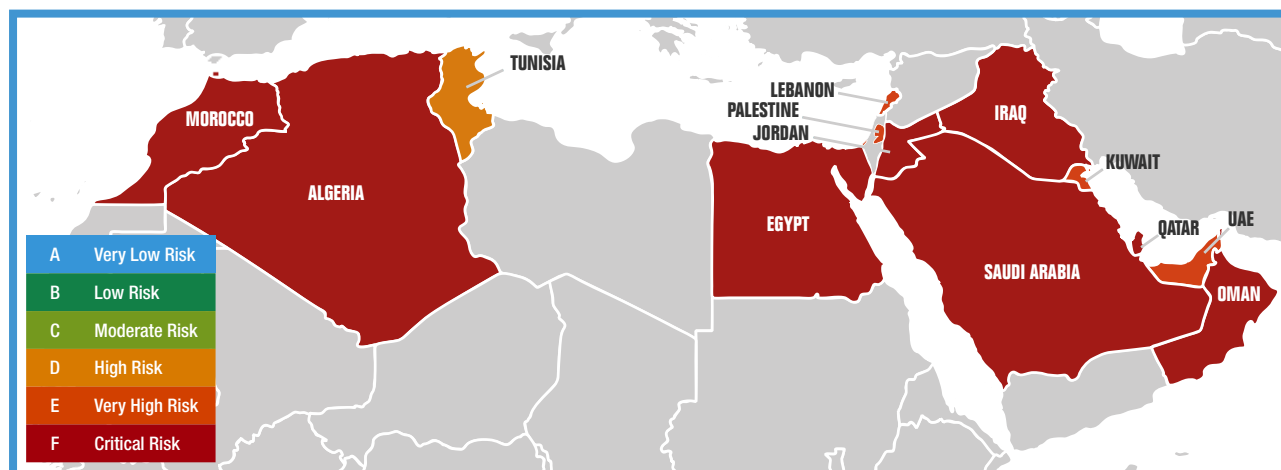 TUNISIA
LEBANON
PALESTINE
JORDAN
MOROCCO
IRAQ
KUWAIT
ALGERIA
EGYPT
QATAR
UAE
SAUDI ARABIA
OMAN
A Very Low Risk
B Low Risk
C Moderate Risk
D High Risk
E Very High Risk
F Critical Risk